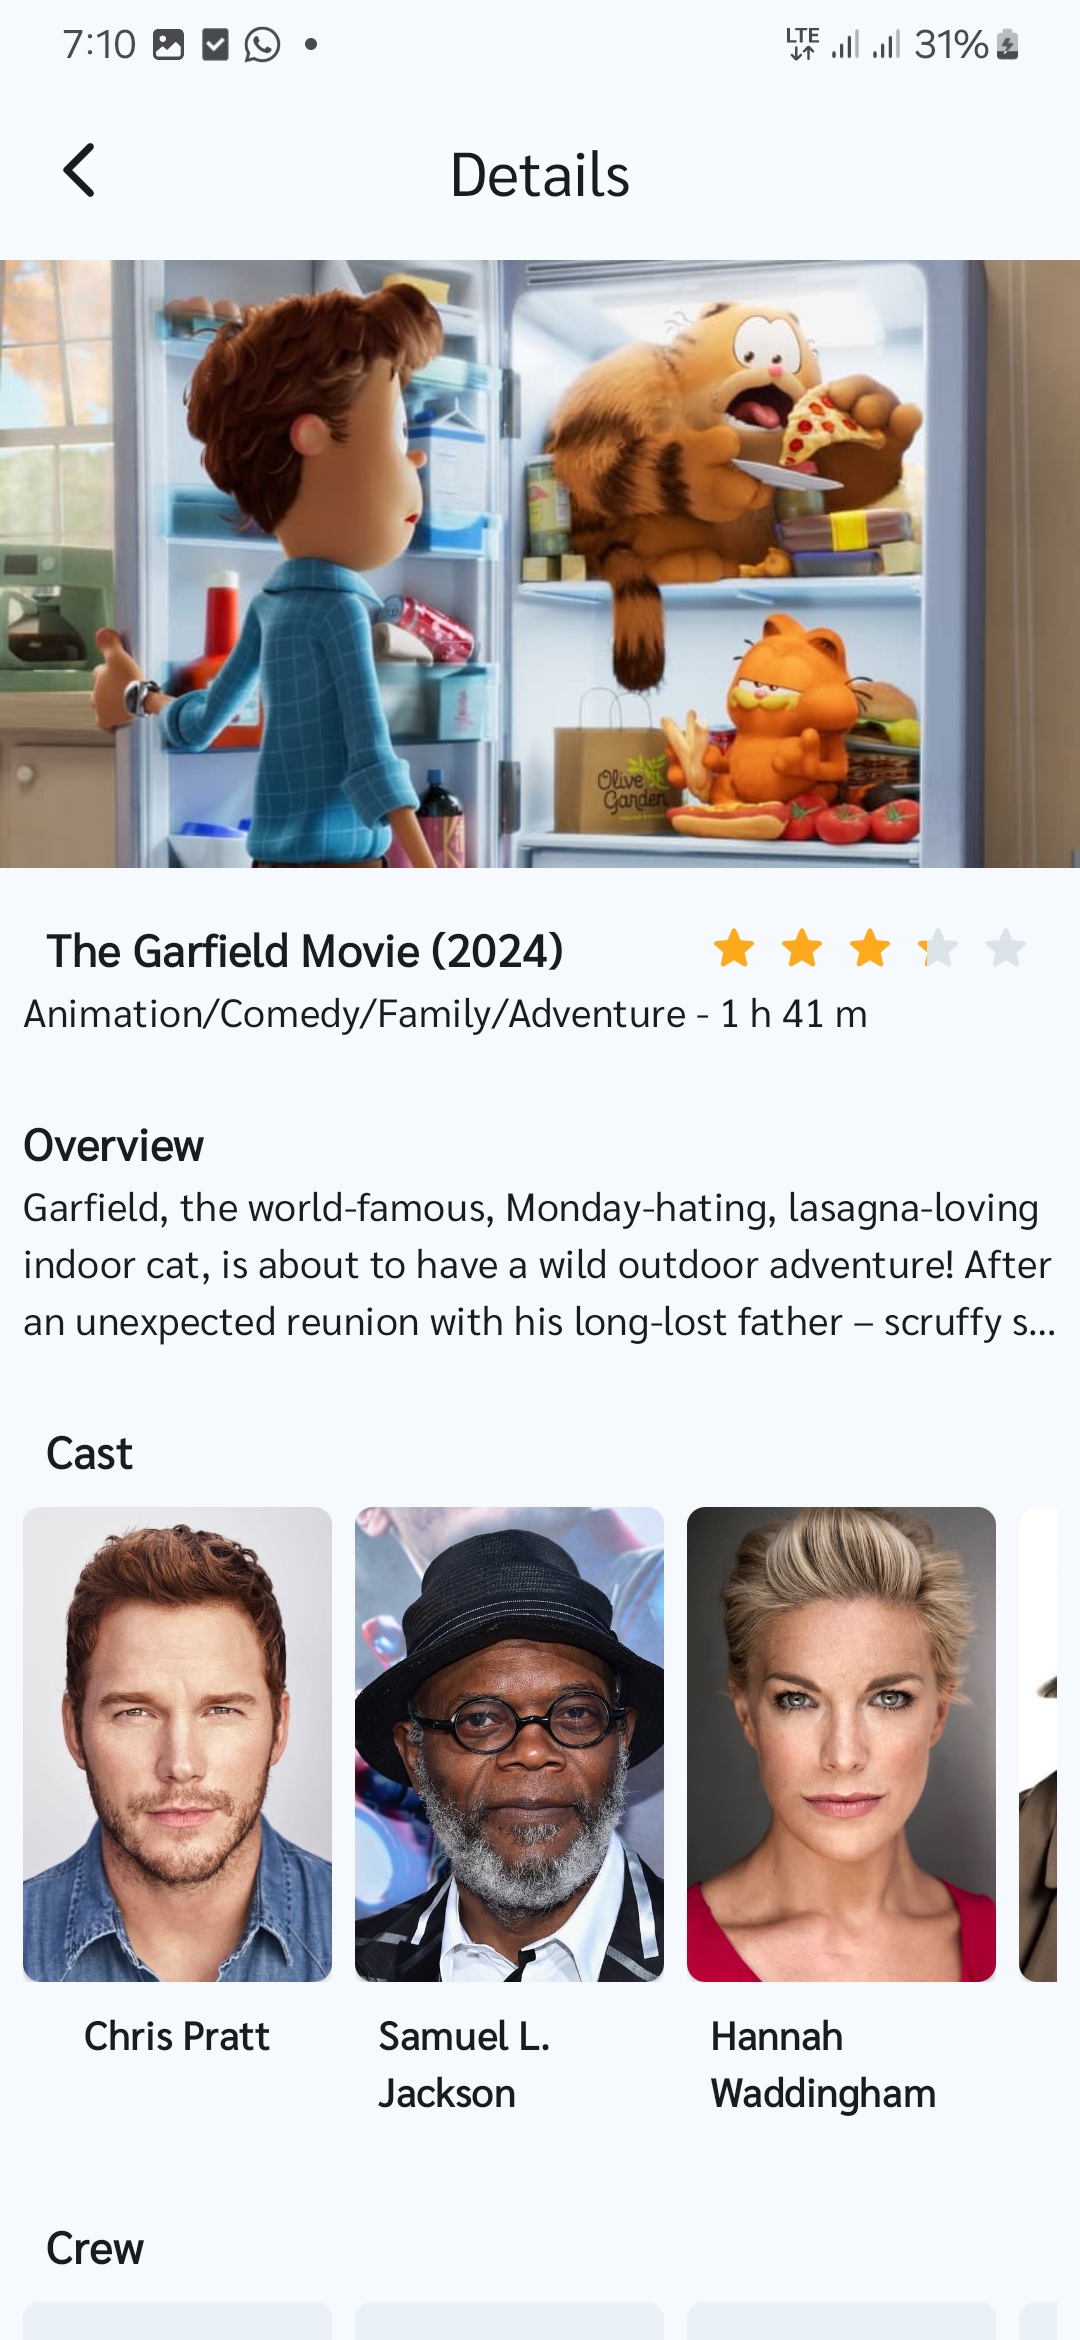 7:10 LTE 31%
Details
Olive
Garden
The Garfield Movie (2024)
Animation/Comedy/Family/Adventure - 1 h 41 m
Overview
Garfield, the world-famous, Monday-hating, lasagna-loving
indoor cat, is about to have a wild outdoor adventure! After
an unexpected reunion with his long-lost father – scruffy s...
Cast
Chris Pratt
Samuel L.
Jackson
Hannah
Waddingham
Crew